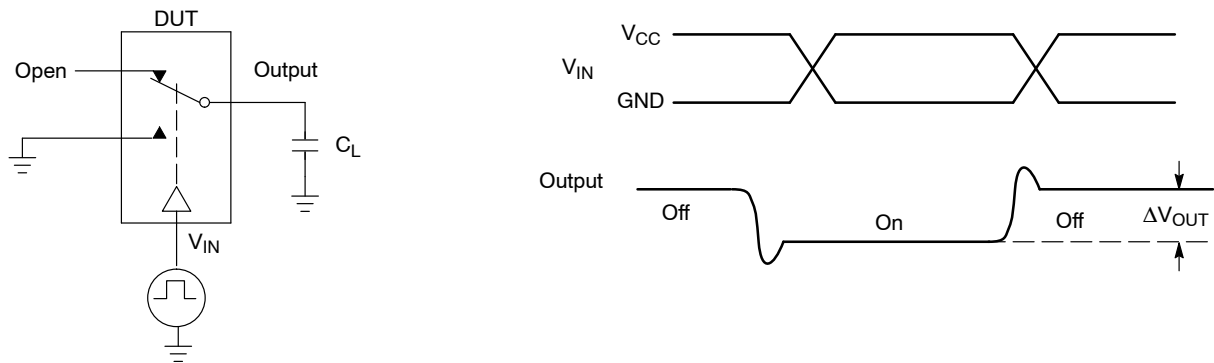 DUT
Open
Output
C_L
V_IN
V_CC
V_IN
GND
Output
Off
On
Off
ΔV_OUT